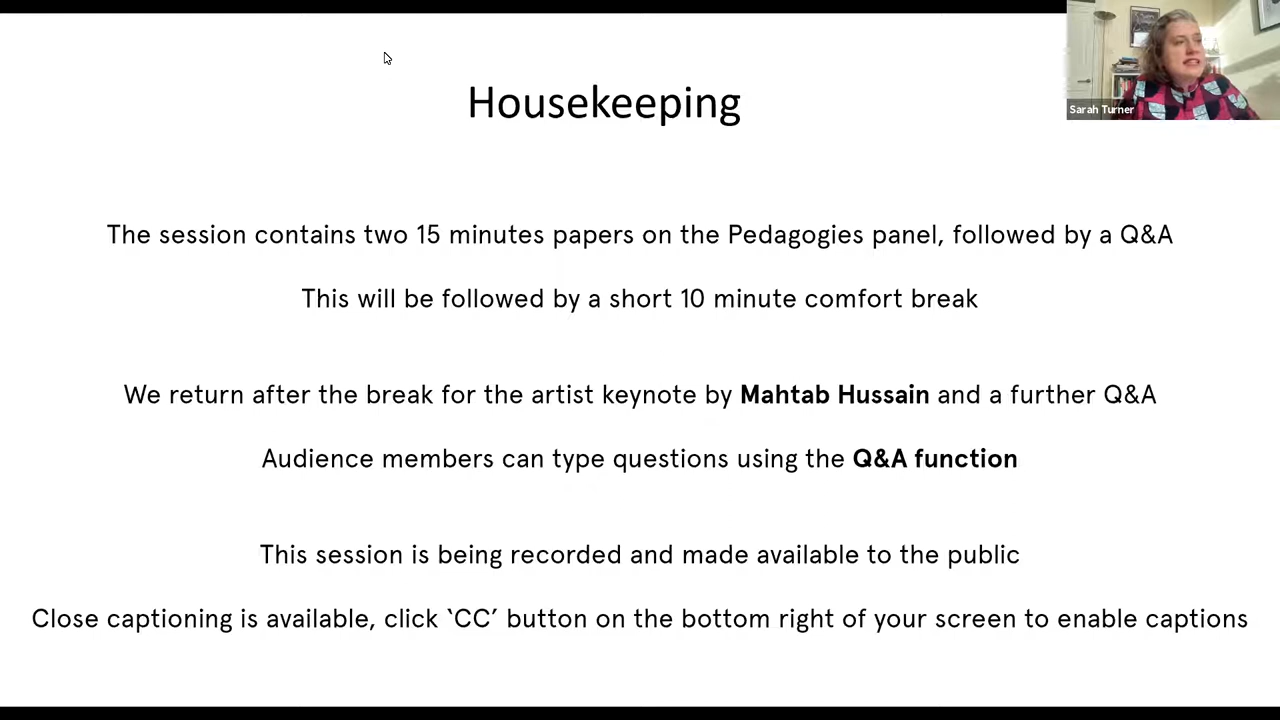 Housekeeping
Sarah Turner
The session contains two 15 minutes papers on the Pedagogies panel, followed by a Q&A
This will be followed by a short 10 minute comfort break
We return after the break for the artist keynote by Mahtab Hussain and a further Q&A
Audience members can type questions using the Q&A function
This session is being recorded and made available to the public
Close captioning is available, click ‘CC’ button on the bottom right of your screen to enable captions